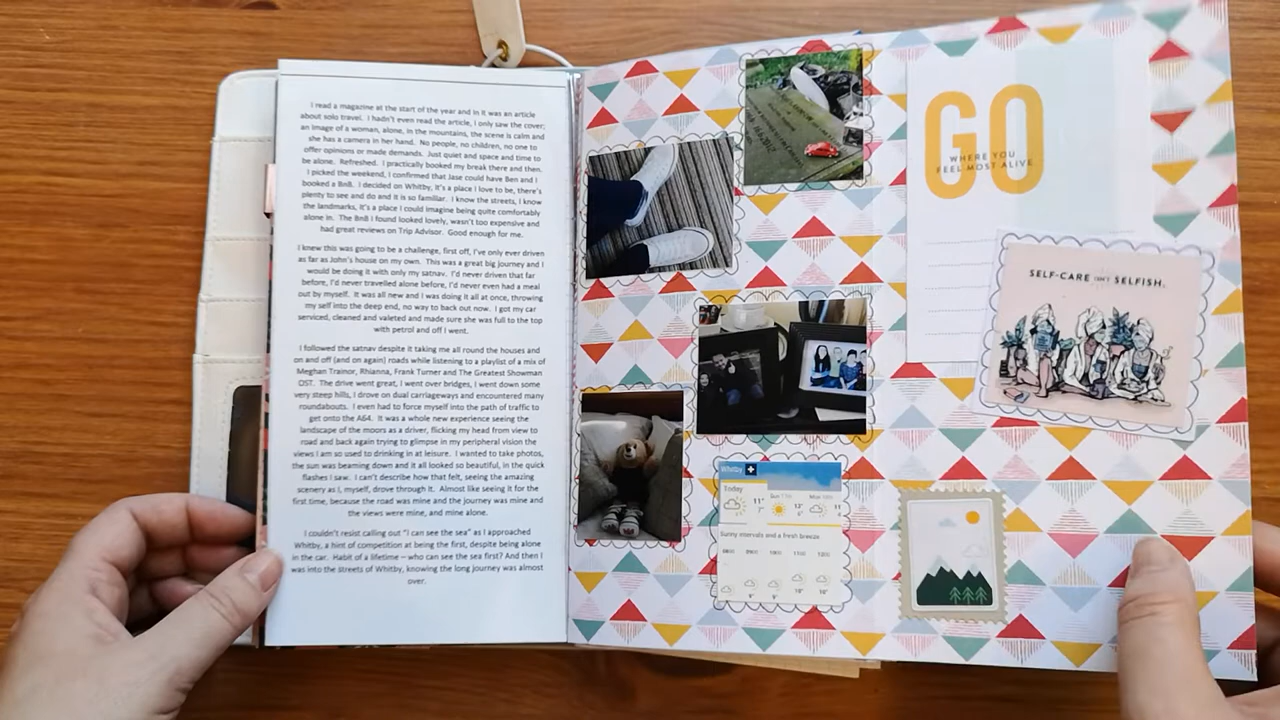 I read a magazine at the start of the year and in it was an article
about solo travel. I hadn't even read the article, I only saw the cover;
an image of a woman, alone, in the mountains, the scene is calm and
she has a camera in her hand. No people, no children, no one to
offer opinions or made demands. Just quiet and space and time to
be alone. Refreshed. I practically booked my break there and then.
I picked the weekend, I confirmed that Jase could have Ben and I
booked a BnB. I decided on Whitby, it's a place I love to be, there's
plenty to see and do and it is so familiar. I know the streets, I know
the landmarks, it's a place I could imagine being quite comfortably
alone in. The BnB I found looked lovely, wasn't too expensive and
had great reviews on Trip Advisor. Good enough for me.
I knew this was going to be a challenge, first off, I've only ever driven
as far as John's house on my own. This was a great big journey and I
would be doing it with only my satnav. I'd never driven that far
before, I'd never travelled alone before, I'd never even had a meal
out by myself. It was all new and I was doing it all at once, throwing
my self into the deep end, no way to back out now. I got my car
serviced, cleaned and valeted and made sure she was full to the top
with petrol and off I went.
I followed the satnav despite it taking me all round the houses and
on and off (and on again) roads while listening to a playlist of a mix of
Meghan Trainor, Rhianna, Frank Turner and The Greatest Showman
OST. The drive went great, I went over bridges, I went down some
very steep hills, I drove on dual carriageways and encountered many
roundabouts. I even had to force myself into the path of traffic to
get onto the A64. It was a whole new experience seeing the
landscape of the moors as a driver, flicking my head from view to
road and back again trying to glimpse in my peripheral vision the
views I am so used to drinking in at leisure. I wanted to take photos,
the sun was beaming down and it all looked so beautiful, in the quick
flashes I saw. I can't describe how that felt, seeing the amazing
scenery as I, myself, drove through it. Almost like seeing it for the
first time, because the road was mine and the journey was mine and
the views were mine, and mine alone.
I couldn't resist calling out "I can see the sea" as I approached
Whitby, a hint of competition at being the first, despite being alone
in the car. Habit of a lifetime – who can see the sea first? And then I
was into the streets of Whitby, knowing the long journey was almost
over.
Whitby
Today
11°
7°
Sun
Mon
Sunny intervals and a fresh breeze
0800 0900 1000 1100 1200
GO
WHERE YOU
FEEL MOST ALIVE
SELF-CARE ISN'T SELFISH.